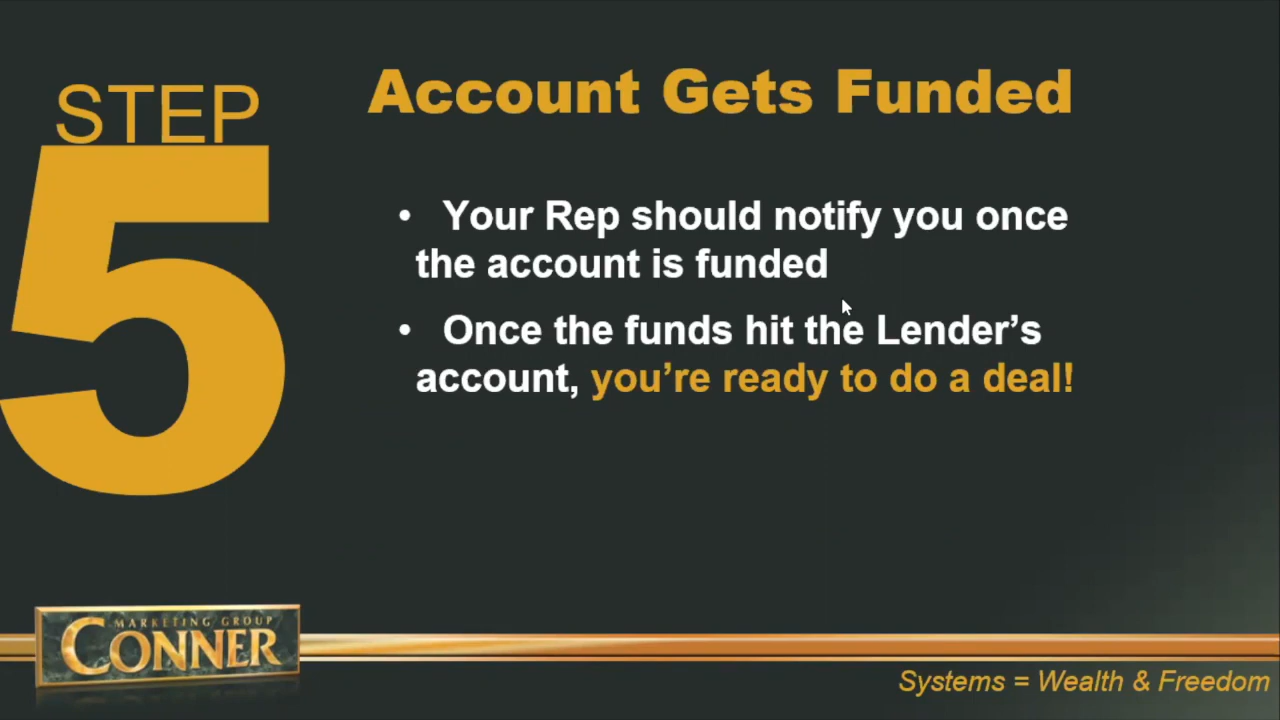 STEP
5
Account Gets Funded
• Your Rep should notify you once
the account is funded
• Once the funds hit the Lender’s
account, you’re ready to do a deal!
MARKETING GROUP
CONNER
Systems = Wealth & Freedom